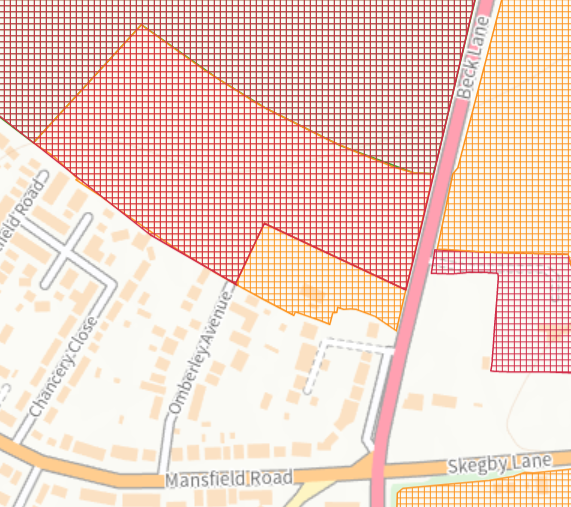 Beck Lane
field Road
Chancery Close
Omberley Avenue
Mansfield Road
Skegby Lane